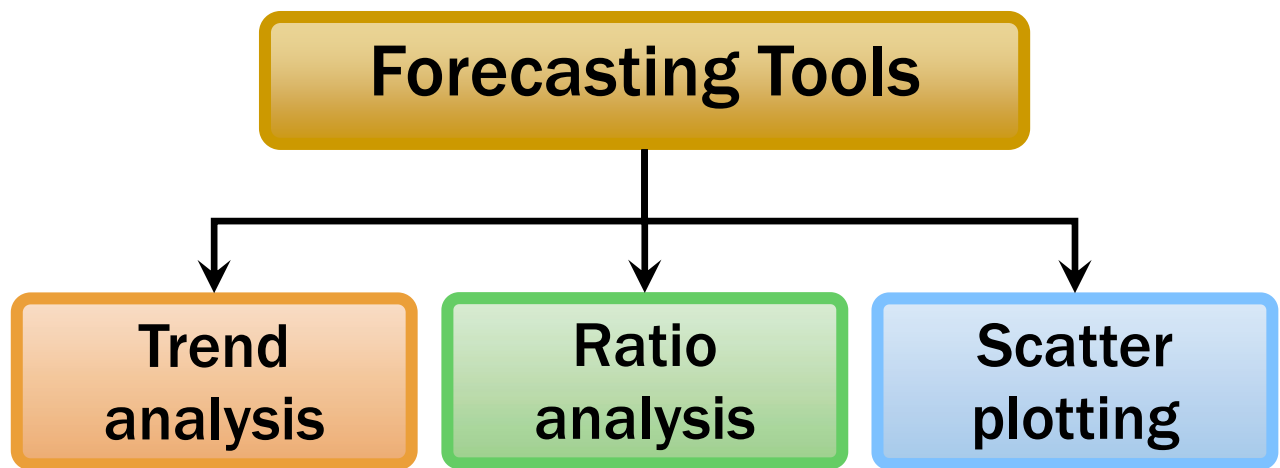 Forecasting Tools
Trend
analysis
Ratio
analysis
Scatter
plotting